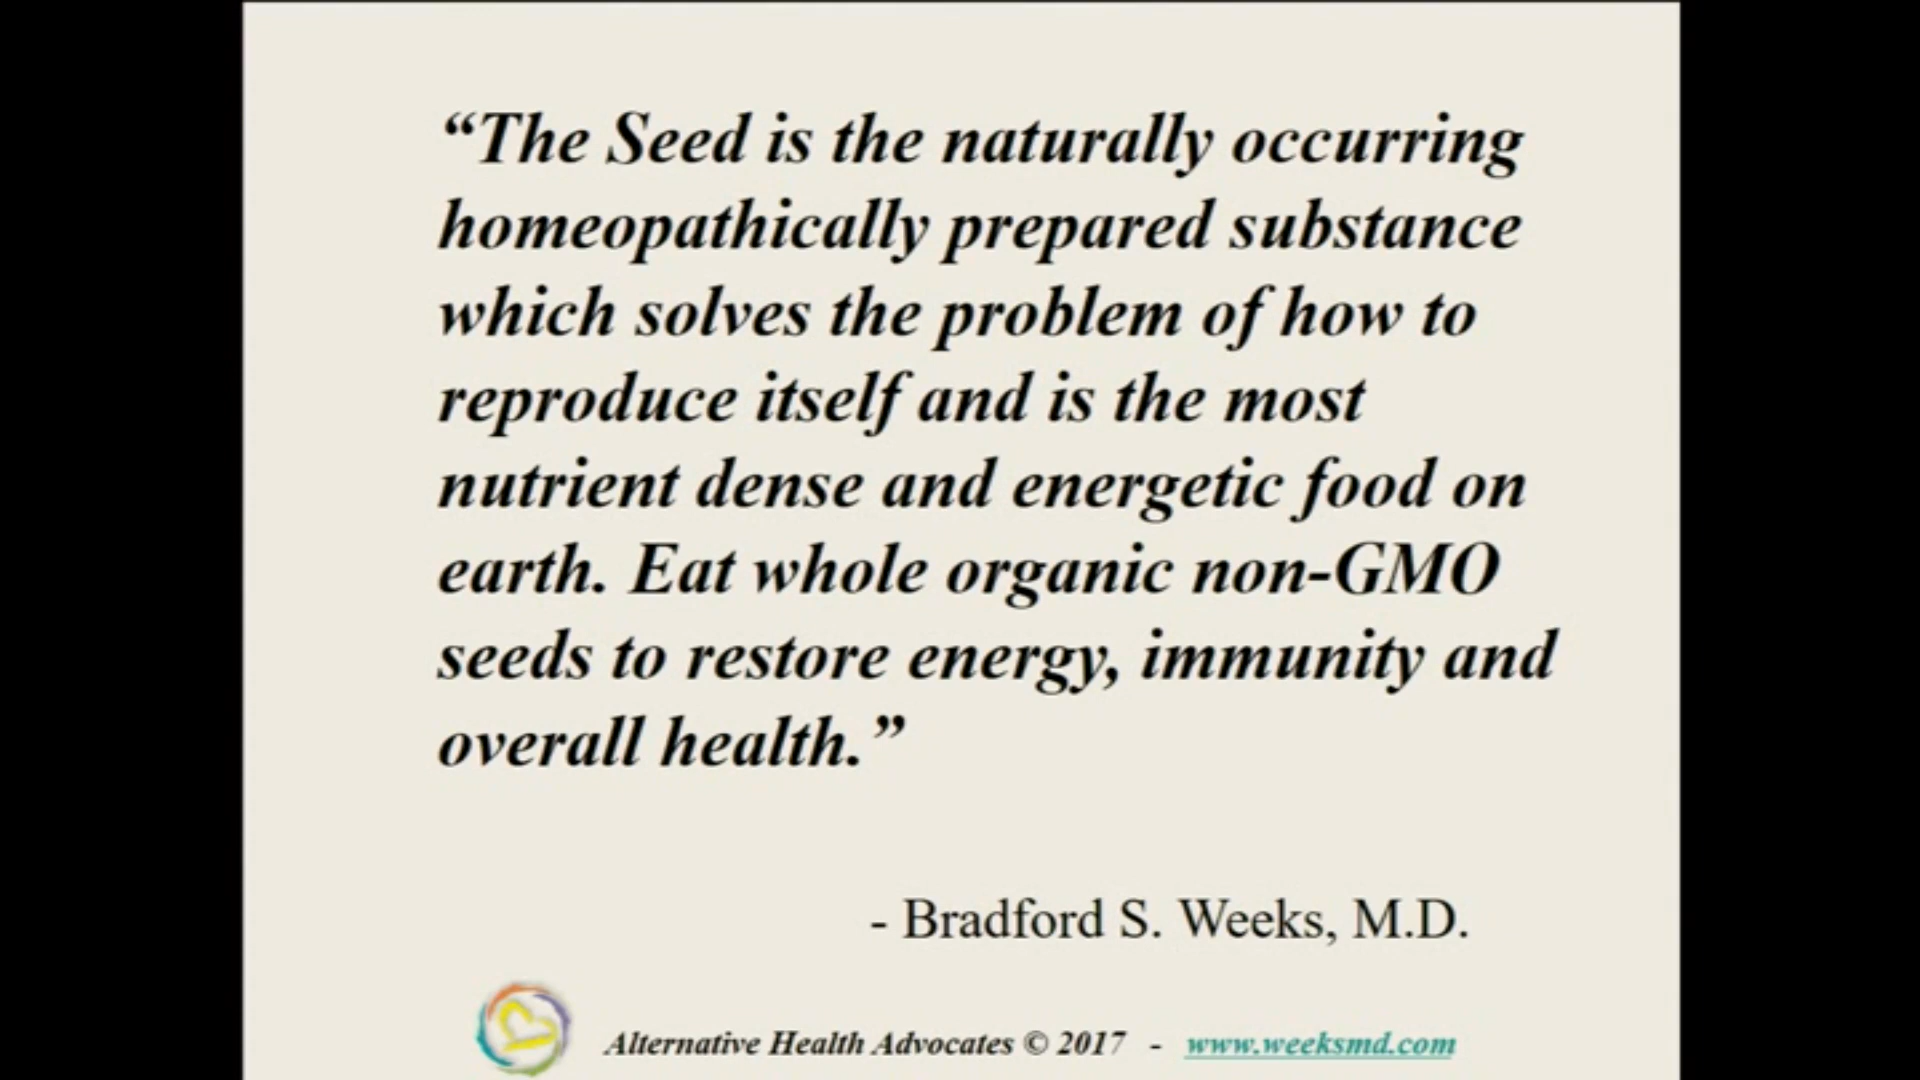 “The Seed is the naturally occurring
homeopathically prepared substance
which solves the problem of how to
reproduce itself and is the most
nutrient dense and energetic food on
earth. Eat whole organic non-GMO
seeds to restore energy, immunity and
overall health.”
- Bradford S. Weeks, M.D.
Alternative Health Advocates © 2017 - www.weeksmd.com